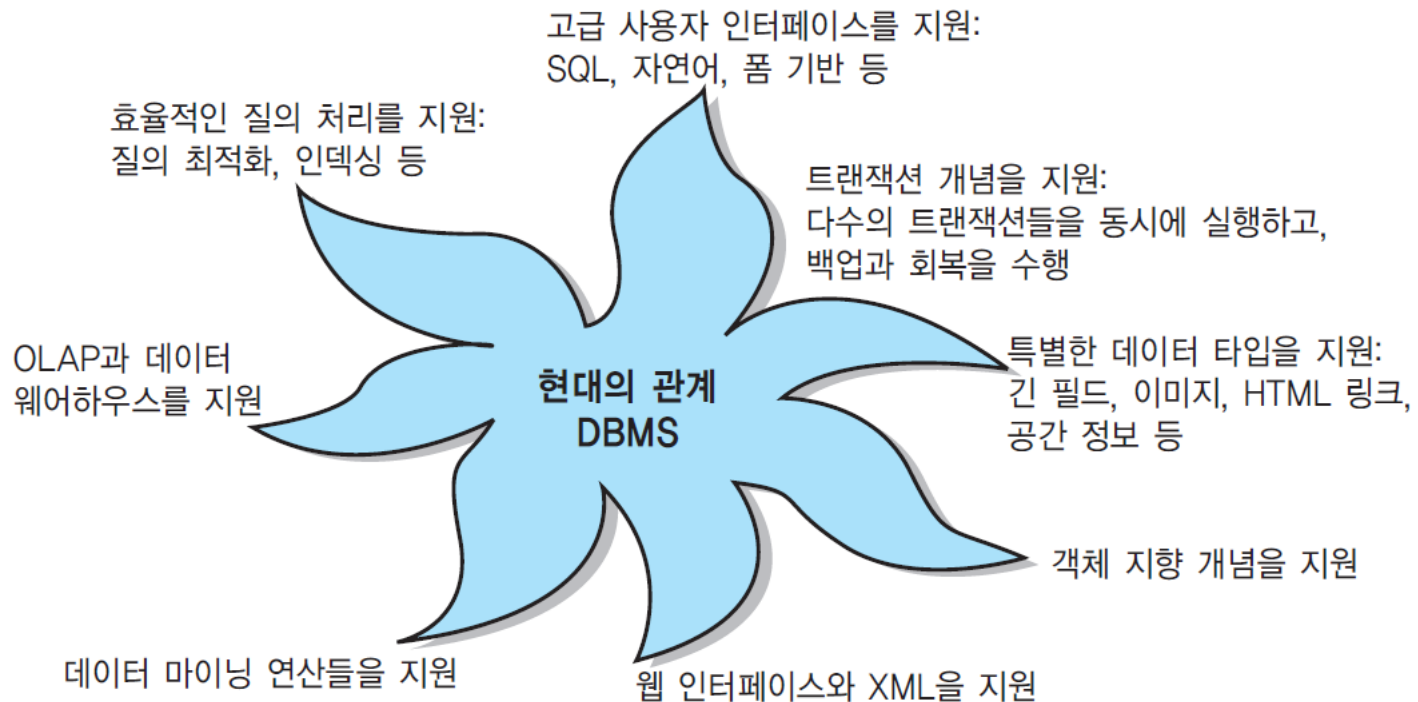 고급 사용자 인터페이스를 지원:
SQL, 자연어, 폼 기반 등
효율적인 질의 처리를 지원:
질의 최적화, 인덱싱 등
트랜잭션 개념을 지원:
다수의 트랜잭션들을 동시에 실행하고,
백업과 회복을 수행
OLAP과 데이터
웨어하우스를 지원
현대의 관계
DBMS
특별한 데이터 타입을 지원:
긴 필드, 이미지, HTML 링크,
공간 정보 등
객체 지향 개념을 지원
데이터 마이닝 연산들을 지원
웹 인터페이스와 XML을 지원